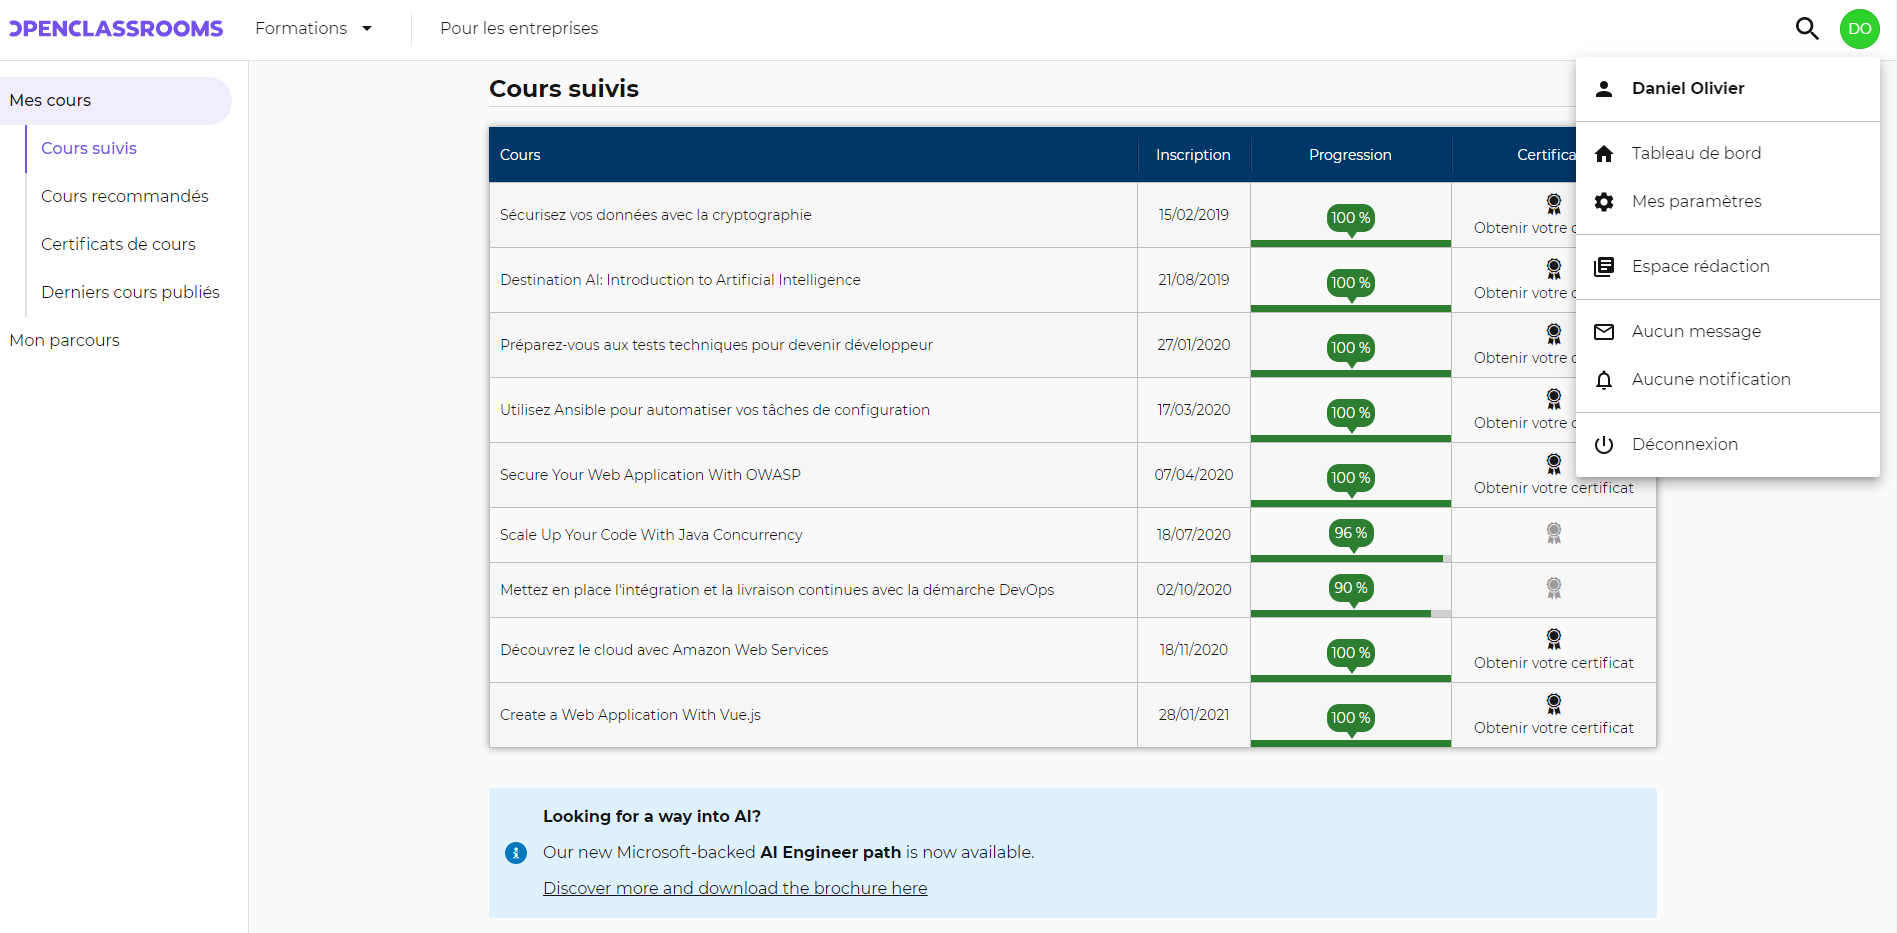 OPENCLASSROOMS
Formations
Pour les entreprises
DO
Mes cours
Cours suivis
Cours recommandés
Certificats de cours
Derniers cours publiés
Mon parcours
Cours suivis
Cours Inscription Progression Certifica
Sécurisez vos données avec la cryptographie 15/02/2019 100 % Obtenir votre c
Destination AI: Introduction to Artificial Intelligence 21/08/2019 100 % Obtenir votre c
Préparez-vous aux tests techniques pour devenir développeur 27/01/2020 100 % Obtenir votre c
Utilisez Ansible pour automatiser vos tâches de configuration 17/03/2020 100 % Obtenir votre c
Secure Your Web Application With OWASP 07/04/2020 100 % Obtenir votre certificat
Scale Up Your Code With Java Concurrency 18/07/2020 96 %
Mettez en place l'intégration et la livraison continues avec la démarche DevOps 02/10/2020 90 %
Découvrez le cloud avec Amazon Web Services 18/11/2020 100 % Obtenir votre certificat
Create a Web Application With Vue.js 28/01/2021 100 % Obtenir votre certificat
Daniel Olivier
Tableau de bord
Mes paramètres
Espace rédaction
Aucun message
Aucune notification
Déconnexion
Looking for a way into AI?
Our new Microsoft-backed AI Engineer path is now available.
Discover more and download the brochure here